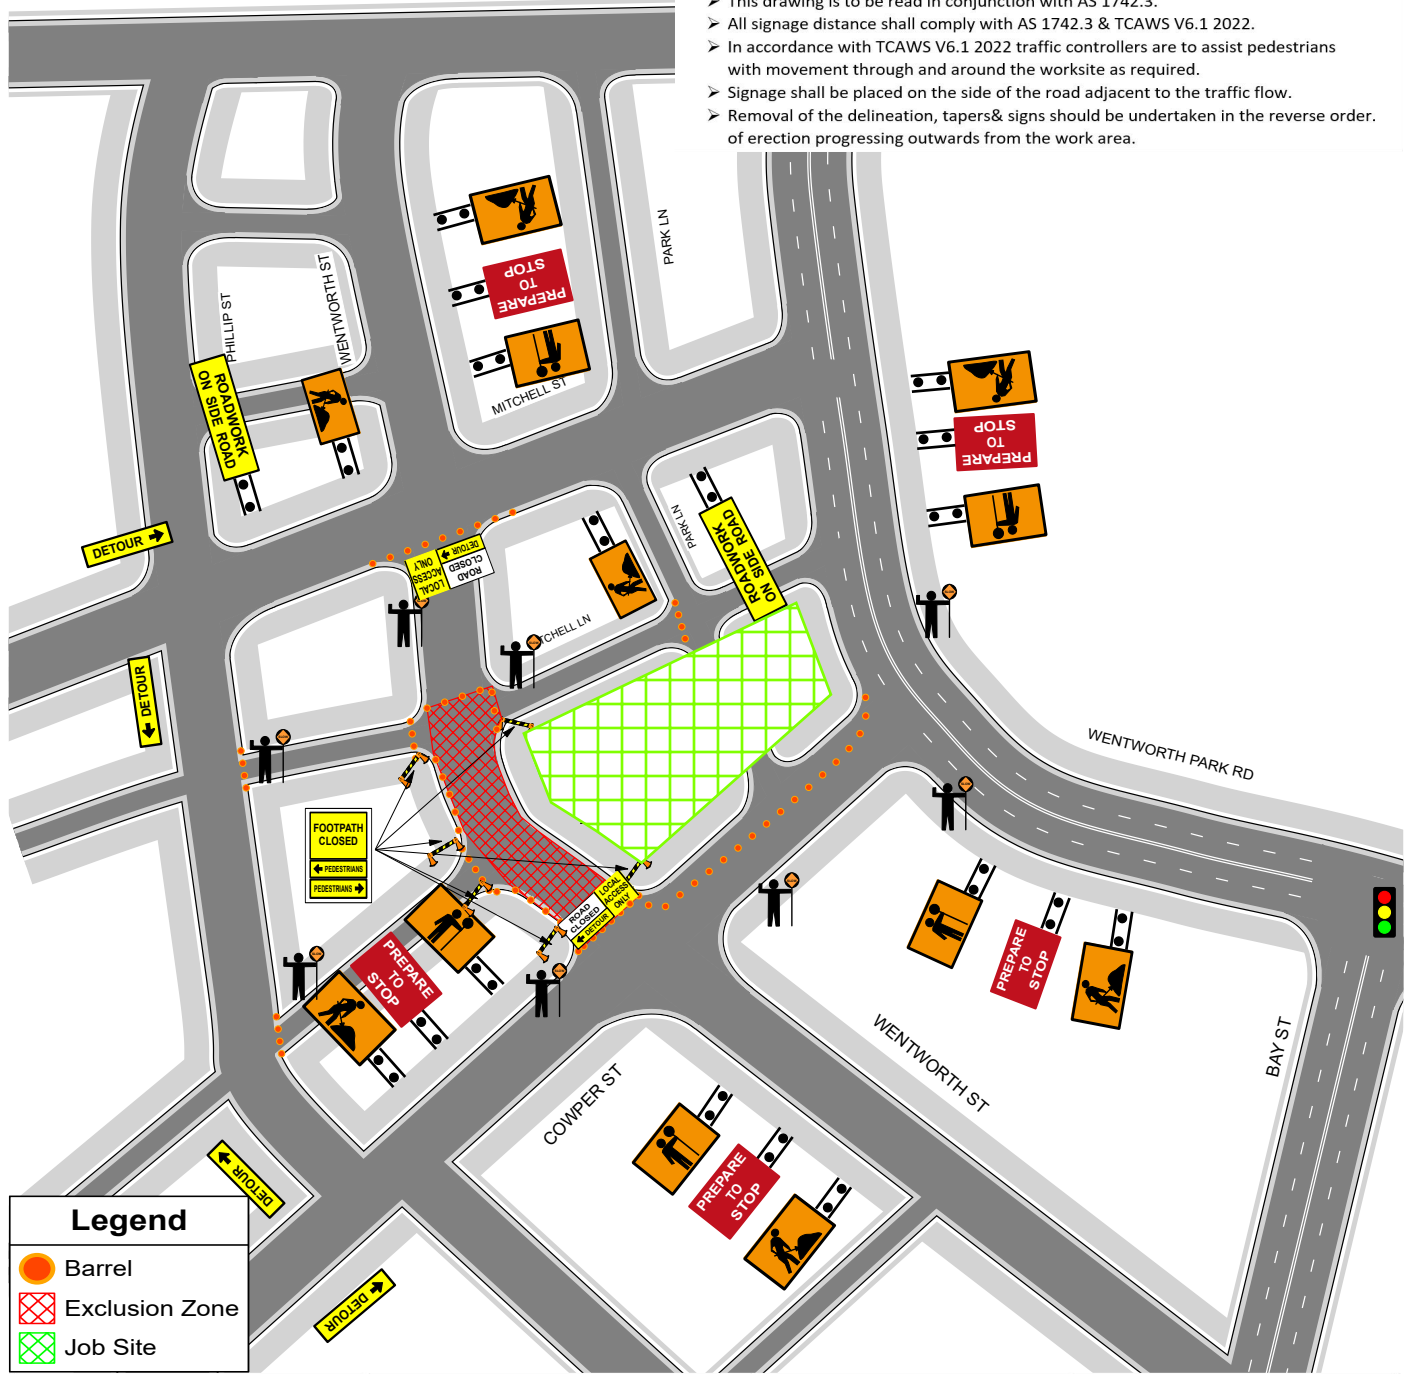 ➢ This drawing is to be read in conjunction with AS 1742.3.
➢ All signage distance shall comply with AS 1742.3 & TCAWS V6.1 2022.
➢ In accordance with TCAWS V6.1 2022 traffic controllers are to assist pedestrians
with movement through and around the worksite as required.
➢ Signage shall be placed on the side of the road adjacent to the traffic flow.
➢ Removal of the delineation, tapers& signs should be undertaken in the reverse order.
of erection progressing outwards from the work area.
PARK LN
PHILLIP ST
WENTWORTH ST
PREPARE
TO
STOP
MITCHELL ST
ROADWORK
ON SIDE ROAD
PREPARE
TO
STOP
DETOUR
PARK LN
ROADWORK
ON SIDE ROAD
ROAD
CLOSED
DETOUR
LOCAL
ACCESS
ONLY
TCHELL LN
DETOUR
WENTWORTH PARK RD
FOOTPATH
CLOSED
PEDESTRIANS
PEDESTRIANS
ROAD
CLOSED
DETOUR
LOCAL
ACCESS
ONLY
PREPARE
TO
STOP
PREPARE
TO
STOP
WENTWORTH ST
BAY ST
COWPER ST
PREPARE
TO
STOP
DETOUR
DETOUR
Legend
Barrel
Exclusion Zone
Job Site